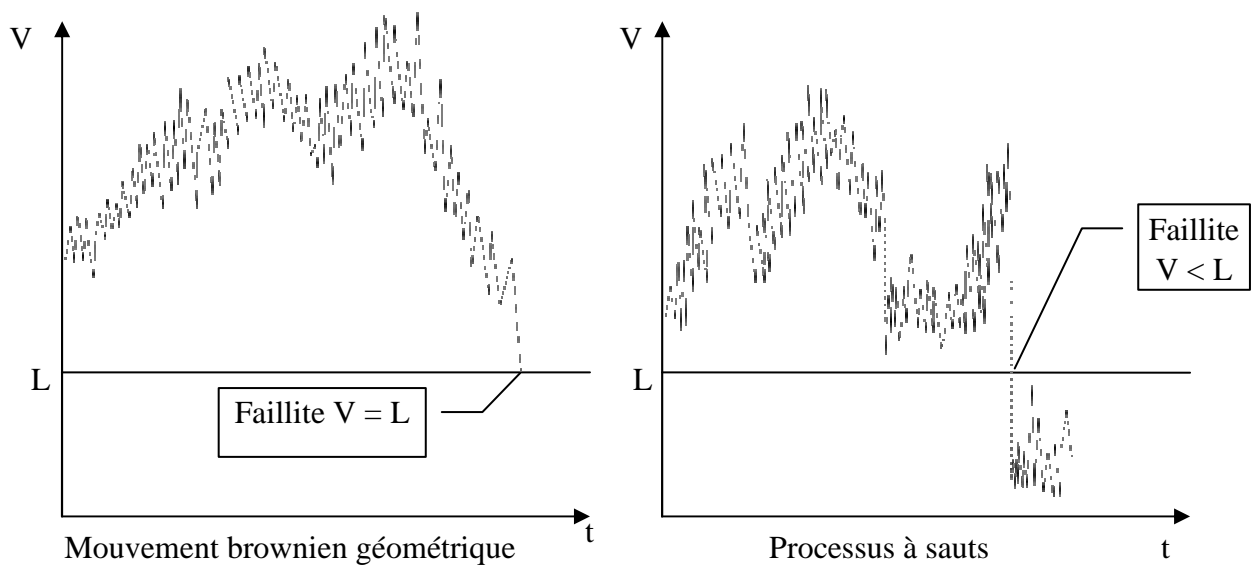 V
L
Faillite V = L
t
Mouvement brownien géométrique
V
L
Faillite
V < L
Processus à sauts
t